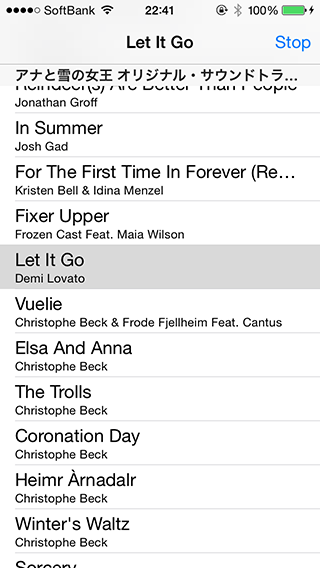 SoftBank 22:41 100%
Let It Go Stop
アナと雪の女王 オリジナル・サウンドトラ…
Reindeer(s) Are Better Than People
Jonathan Groff
In Summer
Josh Gad
For The First Time In Forever (Re…
Kristen Bell & Idina Menzel
Fixer Upper
Frozen Cast Feat. Maia Wilson
Let It Go
Demi Lovato
Vuelie
Christophe Beck & Frode Fjellheim Feat. Cantus
Elsa And Anna
Christophe Beck
The Trolls
Christophe Beck
Coronation Day
Christophe Beck
Heimr Àrnadalr
Christophe Beck
Winter's Waltz
Christophe Beck
Sorcery